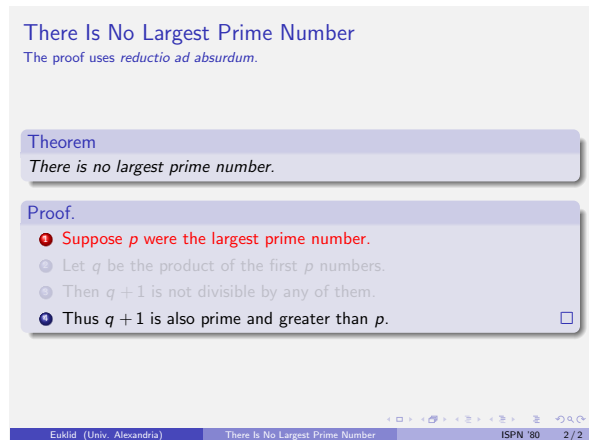 There Is No Largest Prime Number
The proof uses reductio ad absurdum.
Theorem
There is no largest prime number.
Proof.
1 Suppose p were the largest prime number.
2 Let q be the product of the first p numbers.
3 Then q + 1 is not divisible by any of them.
4 Thus q + 1 is also prime and greater than p.
Euklid (Univ. Alexandria) There Is No Largest Prime Number ISPN '80 2 / 2